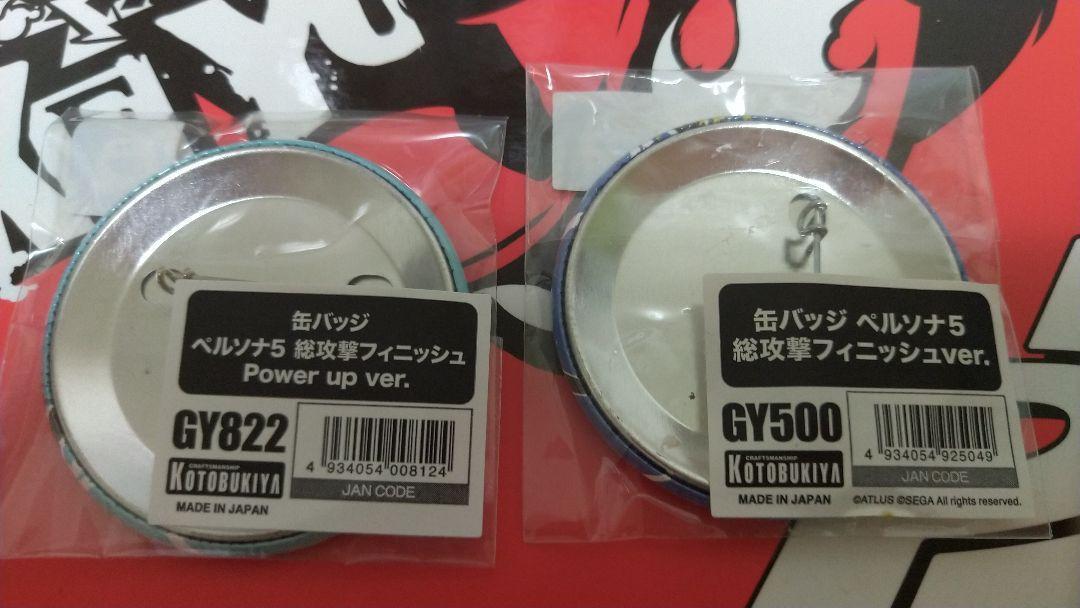 缶バッジ
ペルソナ5 総攻撃フィニッシュ
Power up ver.
GY822
CRAFTSMANSHIP
KOTOBUKIYA
MADE IN JAPAN
4 934054 008124
JAN CODE
缶バッジ ペルソナ5
総攻撃フィニッシュver.
GY500
CRAFTSMANSHIP
KOTOBUKIYA
MADE IN JAPAN
4 934054 925049
JAN CODE
©ATLUS ©SEGA All rights reserved.